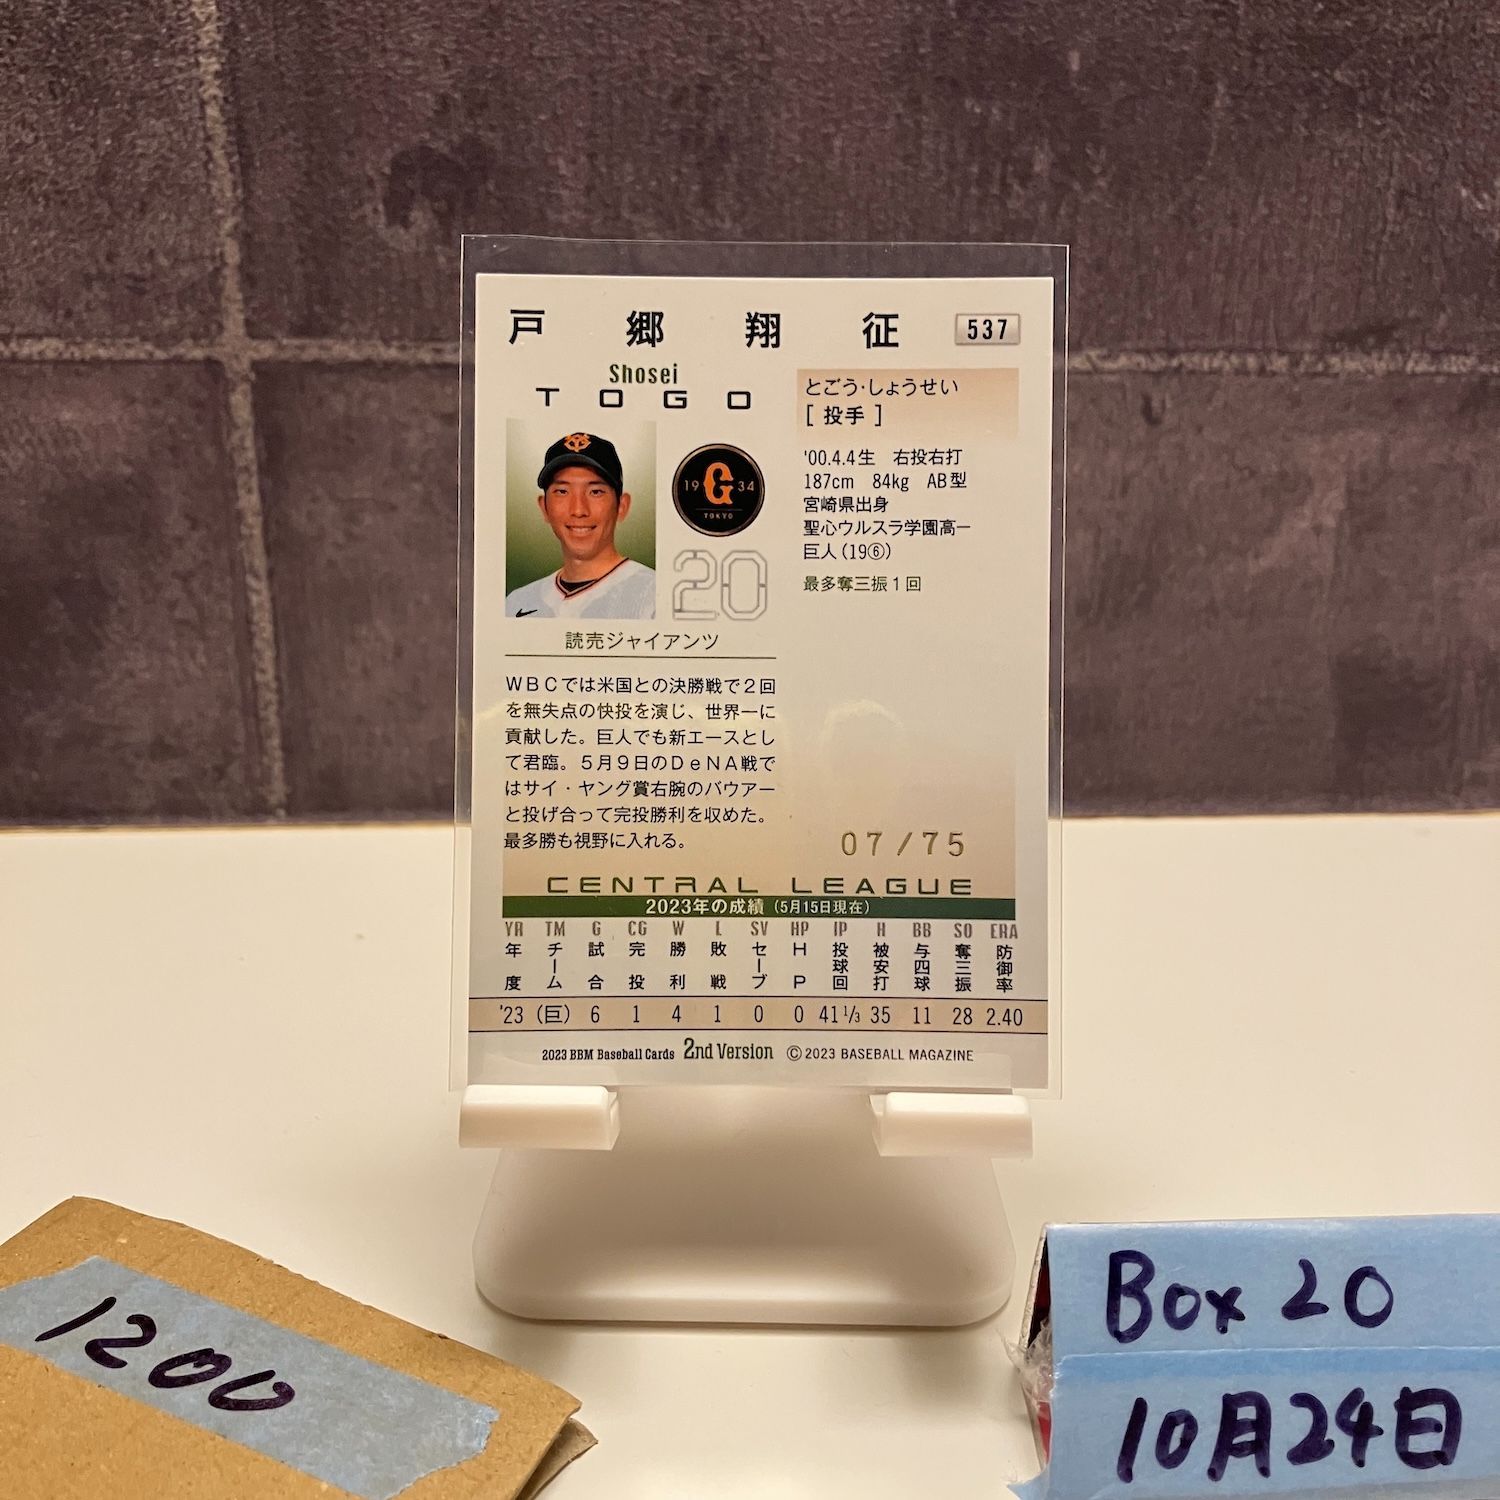 戸郷翔征
537
Shosei
TOGO
とごう・しょうせい
[ 投手 ]
'00.4.4生 右投右打
187cm 84kg AB型
宮崎県出身
聖心ウルスラ学園高ー
巨人(19⑥)
最多奪三振1回
19 G 34
TOKYO
20
読売ジャイアンツ
WBCでは米国との決勝戦で2回
を無失点の快投を演じ、世界一に
貢献した。巨人でも新エースとし
て君臨。5月9日のDeNA戦で
はサイ・ヤング賞右腕のバウアー
と投げ合って完投勝利を収めた。
最多勝も視野に入れる。
07/75
CENTRAL LEAGUE
2023年の成績(5月15日現在)
YR TM G CG W L SV HP IP H BB SO ERA
年度 チーム 試合 完投 勝利 敗戦 セーブ HP 投球回 被安打 与四球 奪三振 防御率
'23 (巨) 6 1 4 1 0 0 41 1/3 35 11 28 2.40
2023 BBM Baseball Cards 2nd Version ©2023 BASEBALL MAGAZINE
1200
Box 20
10月24日